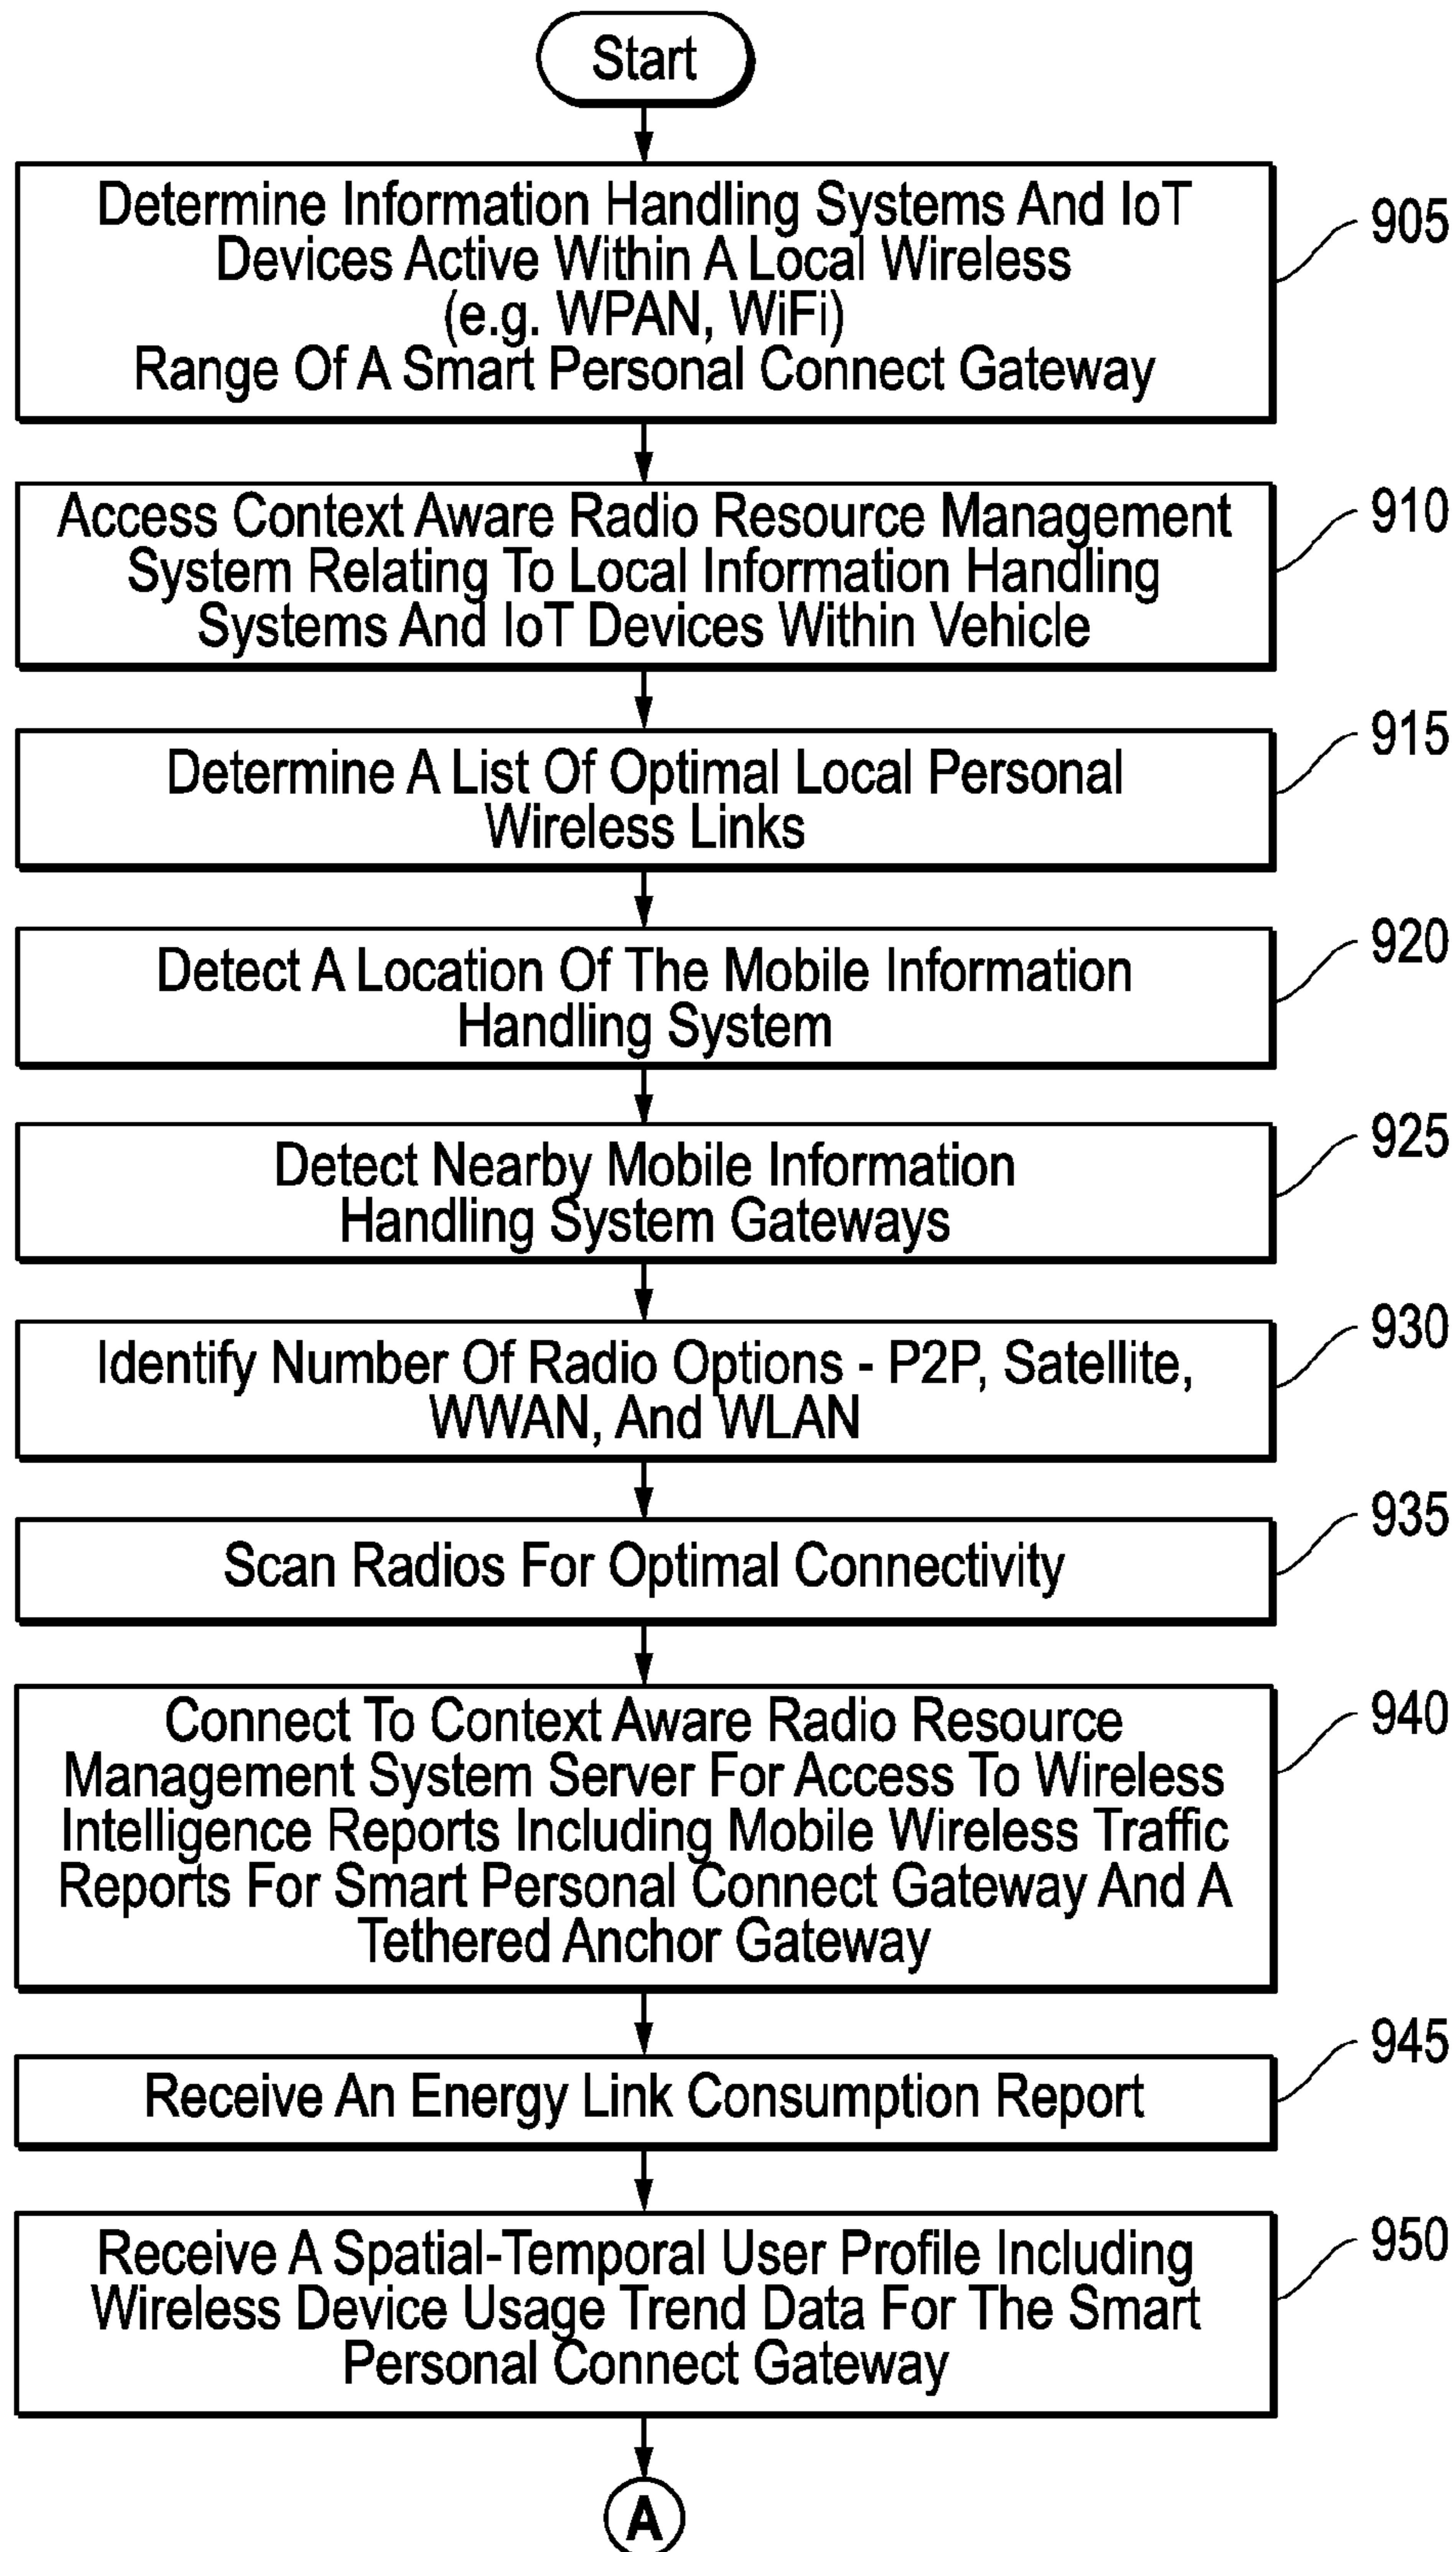 Start
Determine Information Handling Systems And IoT
Devices Active Within A Local Wireless
(e.g. WPAN, WiFi)
Range Of A Smart Personal Connect Gateway
905
Access Context Aware Radio Resource Management
System Relating To Local Information Handling
Systems And IoT Devices Within Vehicle
910
Determine A List Of Optimal Local Personal
Wireless Links
915
Detect A Location Of The Mobile Information
Handling System
920
Detect Nearby Mobile Information
Handling System Gateways
925
Identify Number Of Radio Options - P2P, Satellite,
WWAN, And WLAN
930
Scan Radios For Optimal Connectivity
935
Connect To Context Aware Radio Resource
Management System Server For Access To Wireless
Intelligence Reports Including Mobile Wireless Traffic
Reports For Smart Personal Connect Gateway And A
Tethered Anchor Gateway
940
Receive An Energy Link Consumption Report
945
Receive A Spatial-Temporal User Profile Including
Wireless Device Usage Trend Data For The Smart
Personal Connect Gateway
950
A